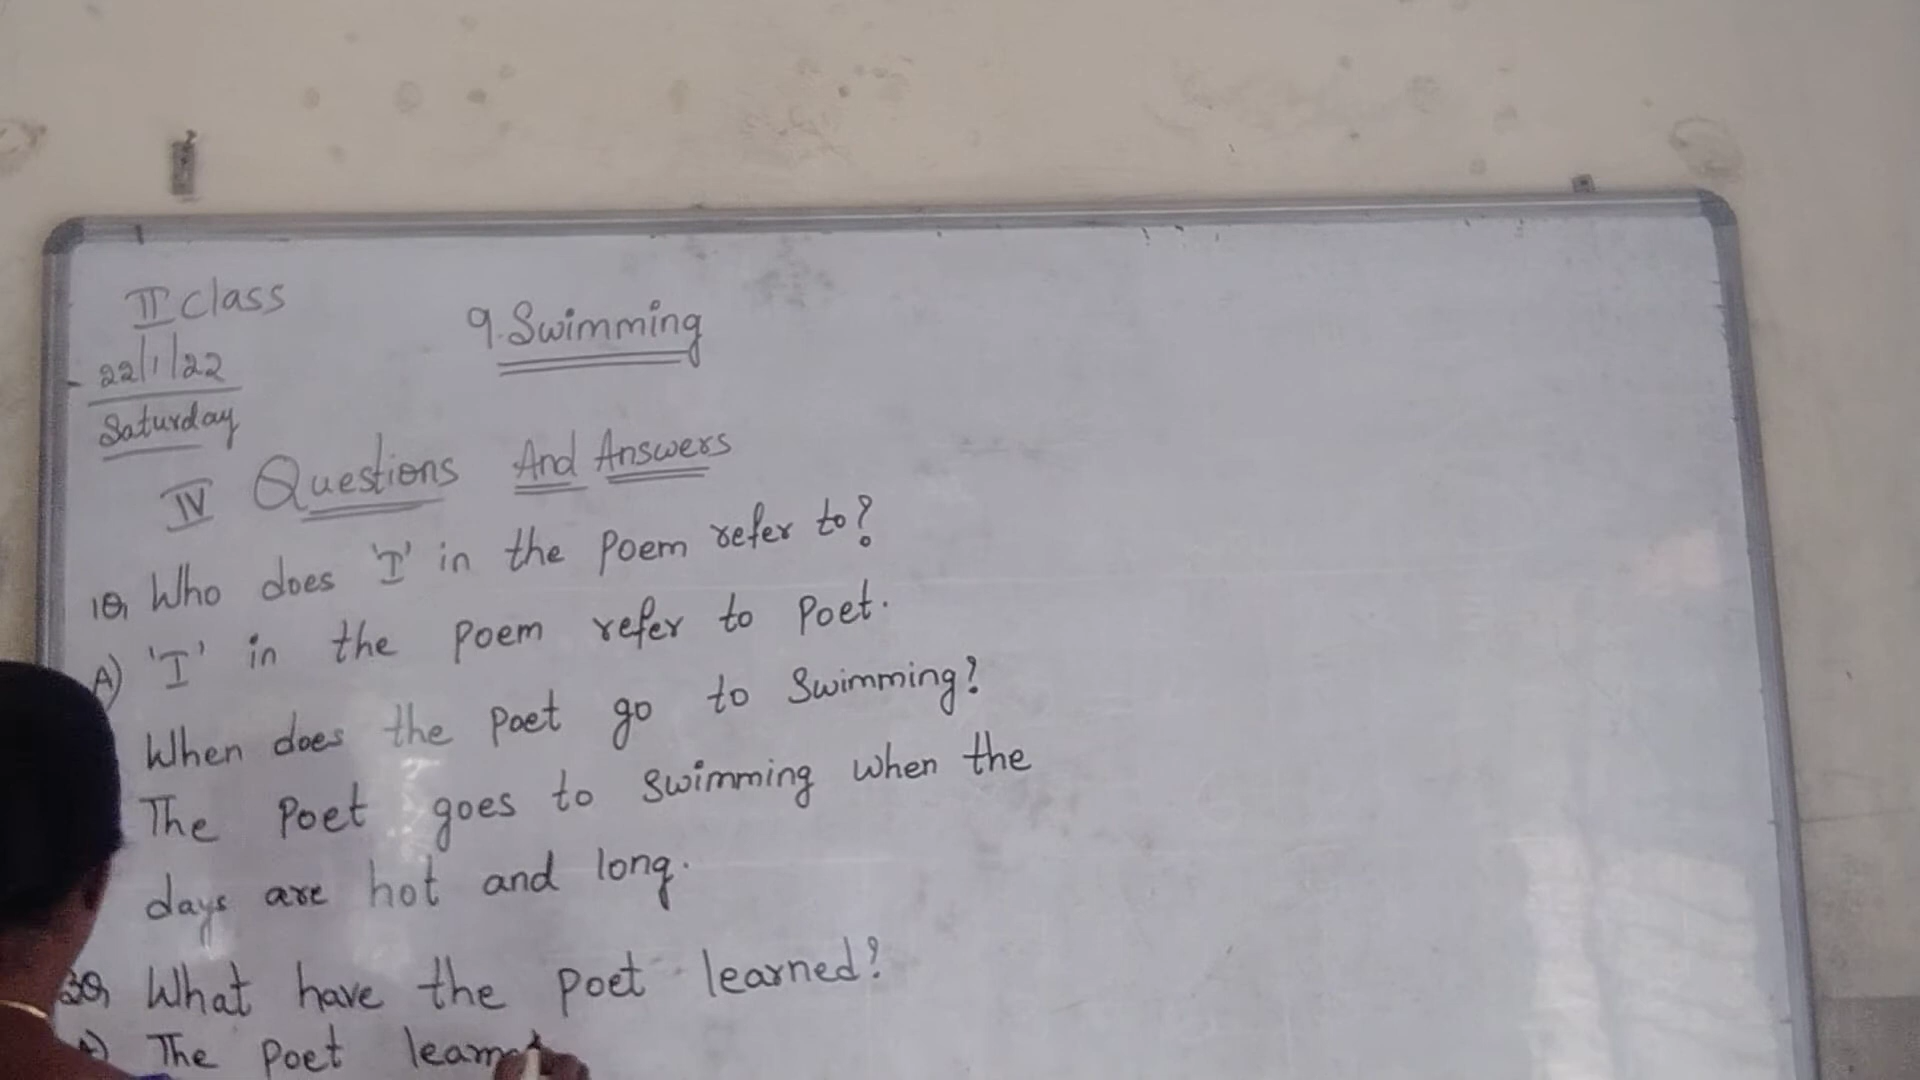 II class
9. Swimming
22/1/22
Saturday
IV Questions And Answers
1Q, Who does 'I' in the poem refer to?
A) 'I' in the poem refer to poet.
When does the poet go to Swimming?
The Poet goes to swimming when the
days are hot and long.
3Q, What have the poet learned?
A) The poet